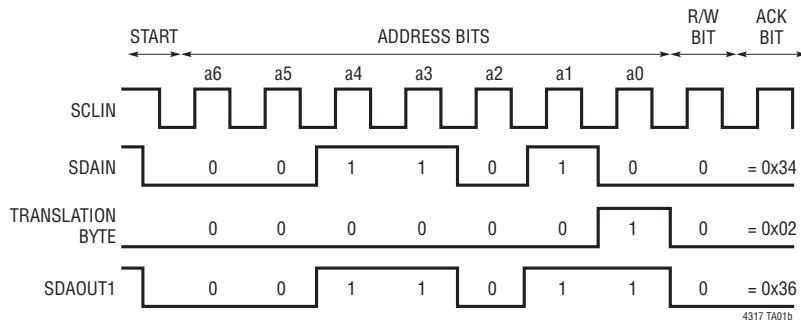 START ADDRESS BITS R/W BIT ACK BIT
a6 a5 a4 a3 a2 a1 a0
SCLIN
SDAIN 0 0 1 1 0 1 0 0 = 0x34
TRANSLATION BYTE 0 0 0 0 0 0 1 0 = 0x02
SDAOUT1 0 0 1 1 0 1 1 0 = 0x36
4317 TA01b